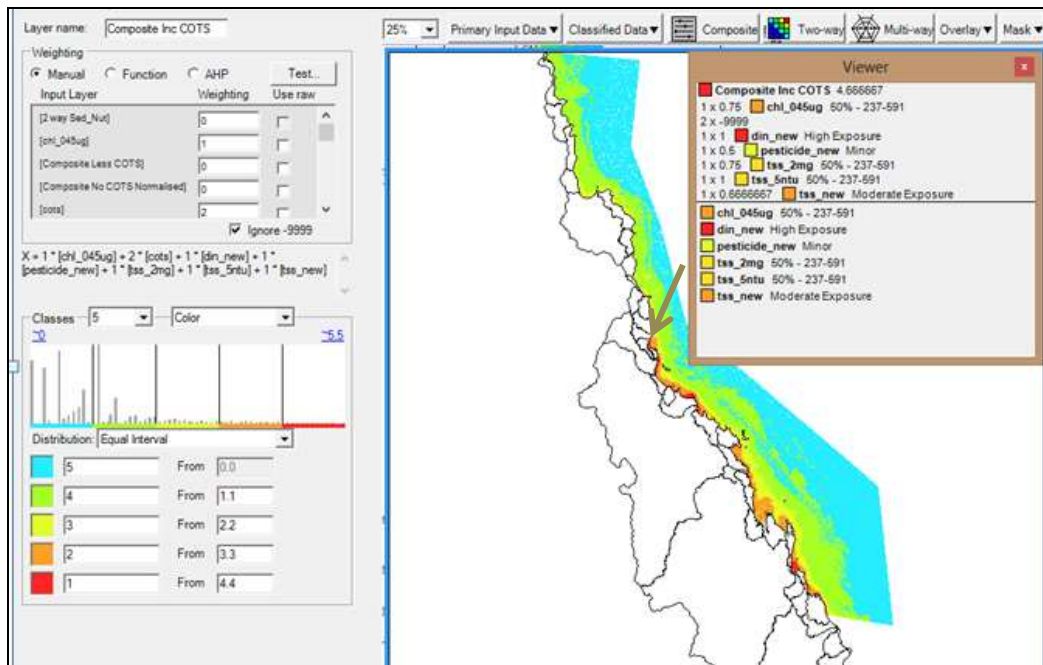 Layer name: Composite Inc COTS
Weighting
Manual Function AHP Test...
Input Layer Weighting Use raw
[2 way Sed_Nut] 0
[chl_045ug] 1
[Composite Less COTS] 0
[Composite No COTS Normalised] 0
[cots] 2
Ignore -9999
X = 1 * [chl_045ug] + 2 * [cots] + 1 * [din_new] + 1 *
[pesticide_new] + 1 * [tss_2mg] + 1 * [tss_5ntu] + 1 * [tss_new]
Classes 5 Color
~0 ~5.5
Distribution: Equal Interval
5 From 0.0
4 From 1.1
3 From 2.2
2 From 3.3
1 From 4.4
25% Primary Input Data Classified Data Composite Two-way Multi-way Overlay Mask
Viewer x
Composite Inc COTS 4.666667
1 x 0.75 chl_045ug 50% - 237-591
2 x -9999
1 x 1 din_new High Exposure
1 x 0.5 pesticide_new Minor
1 x 0.75 tss_2mg 50% - 237-591
1 x 1 tss_5ntu 50% - 237-591
1 x 0.6666667 tss_new Moderate Exposure
chl_045ug 50% - 237-591
din_new High Exposure
pesticide_new Minor
tss_2mg 50% - 237-591
tss_5ntu 50% - 237-591
tss_new Moderate Exposure